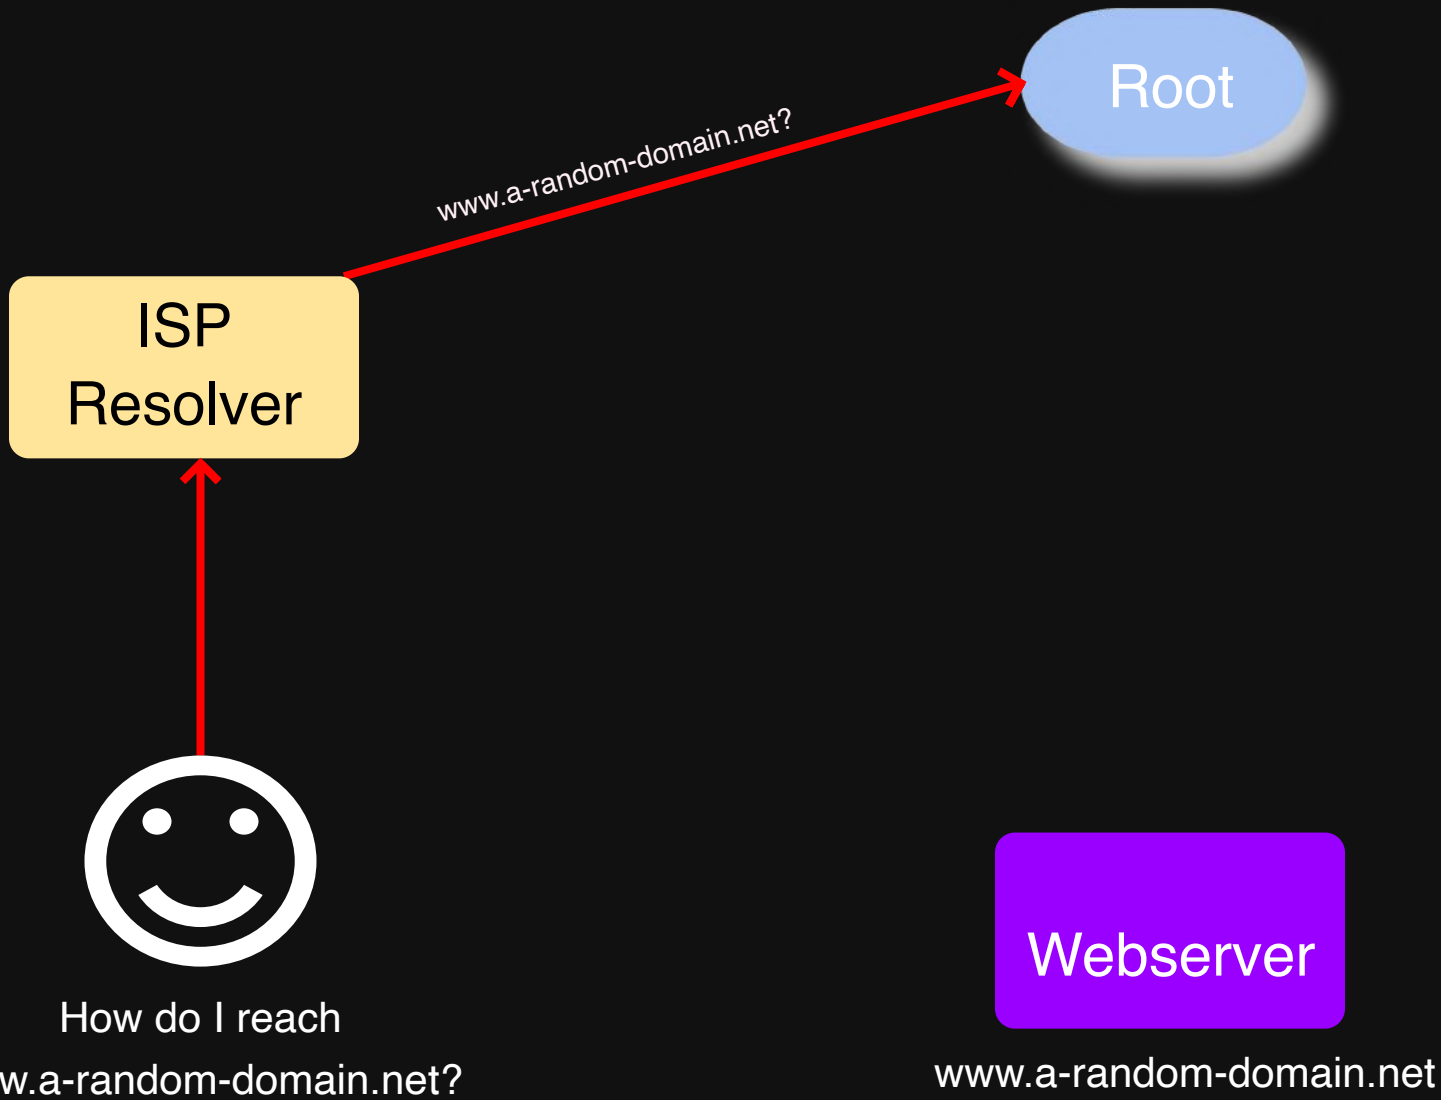 Root
www.a-random-domain.net?
ISP
Resolver
Webserver
How do I reach
w.a-random-domain.net?
www.a-random-domain.net